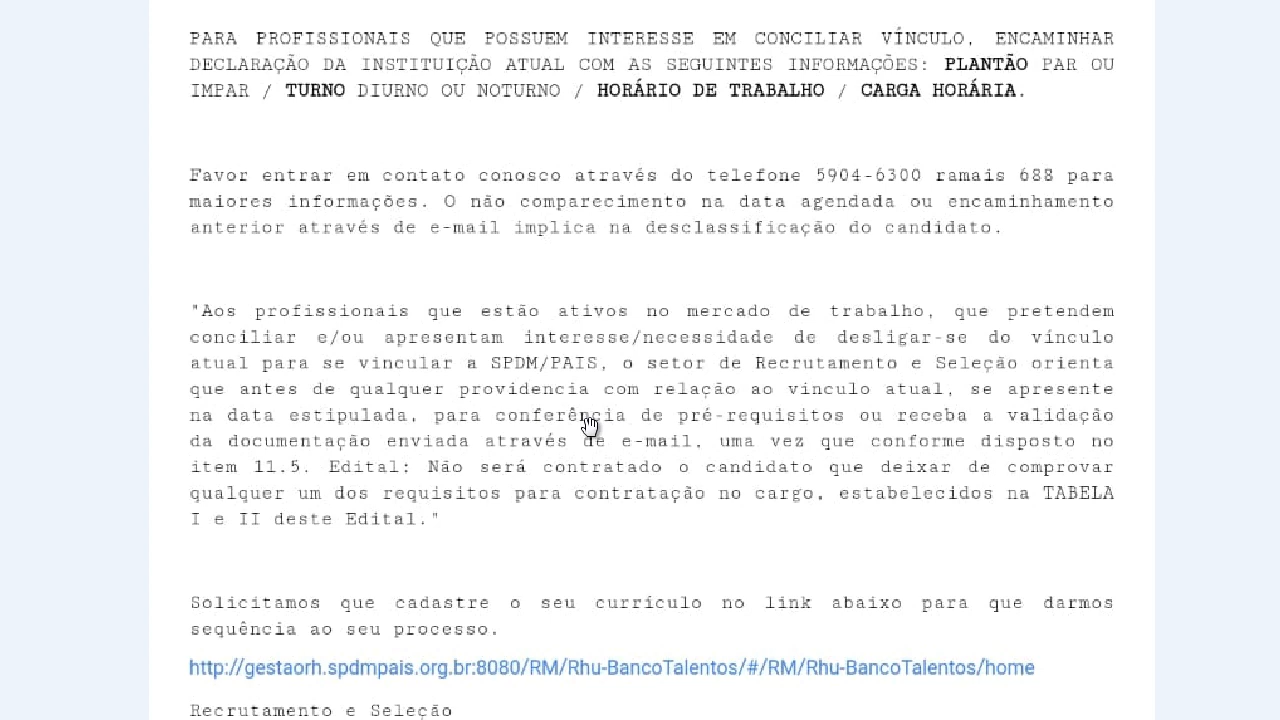 PARA PROFISSIONAIS QUE POSSUEM INTERESSE EM CONCILIAR VÍNCULO, ENCAMINHAR
DECLARAÇÃO DA INSTITUIÇÃO ATUAL COM AS SEGUINTES INFORMAÇÕES: PLANTÃO PAR OU
IMPAR / TURNO DIURNO OU NOTURNO / HORÁRIO DE TRABALHO / CARGA HORÁRIA.
Favor entrar em contato conosco através do telefone 5904-6300 ramais 688 para
maiores informações. O não comparecimento na data agendada ou encaminhamento
anterior através de e-mail implica na desclassificação do candidato.
"Aos profissionais que estão ativos no mercado de trabalho, que pretendem
conciliar e/ou apresentam interesse/necessidade de desligar-se do vínculo
atual para se vincular a SPDM/PAIS, o setor de Recrutamento e Seleção orienta
que antes de qualquer providencia com relação ao vinculo atual, se apresente
na data estipulada, para conferência de pré-requisitos ou receba a validação
da documentação enviada através de e-mail, uma vez que conforme disposto no
item 11.5. Edital: Não será contratado o candidato que deixar de comprovar
qualquer um dos requisitos para contratação no cargo, estabelecidos na TABELA
I e II deste Edital."
Solicitamos que cadastre o seu currículo no link abaixo para que darmos
sequência ao seu processo.
http://gestaorh.spdmpais.org.br:8080/RM/Rhu-BancoTalentos/#/RM/Rhu-BancoTalentos/home
Recrutamento e Seleção